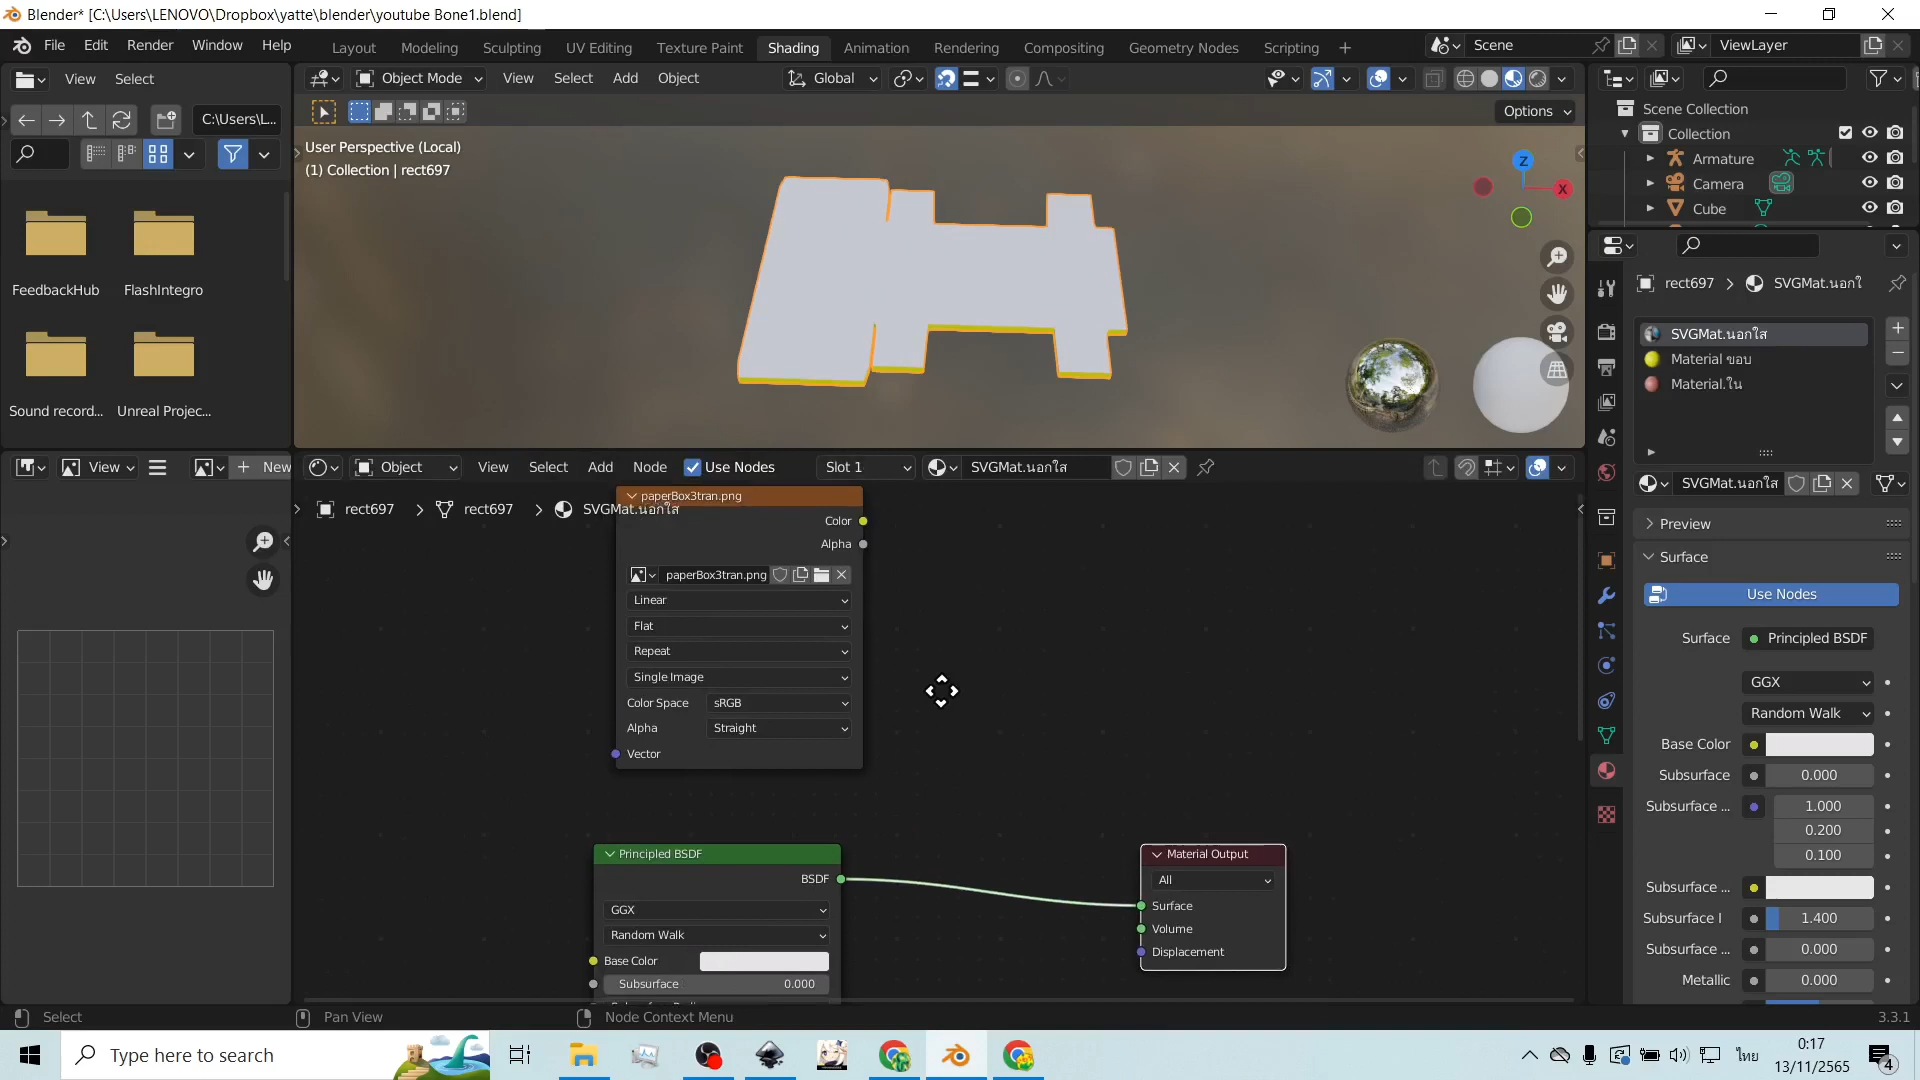 Blender* [C:\Users\LENOVO\Dropbox\yatte\blender\youtube Bone1.blend]
File Edit Render Window Help
Layout Modeling Sculpting UV Editing Texture Paint Shading Animation Rendering Compositing Geometry Nodes Scripting
Scene ViewLayer
View Select
Object Mode View Select Add Object Global
C:\Users\L...
Options
User Perspective (Local)
(1) Collection | rect697
Z
X
Scene Collection
Collection
Armature
Camera
Cube
FeedbackHub FlashIntegro
Sound record... Unreal Projec...
rect697 > SVGMat.นอกใ
SVGMat.นอกใส
Material ขอบ
Material.ใน
View New
Object View Select Add Node Use Nodes Slot 1 SVGMat.นอกใส
SVGMat.นอกใส
rect697 > rect697 > SVGMat.นอกใส
paperBox3tran.png
Color
Alpha
paperBox3tran.png
Linear
Flat
Repeat
Single Image
Color Space sRGB
Alpha Straight
Vector
Principled BSDF
BSDF
GGX
Random Walk
Base Color
Subsurface 0.000
Material Output
All
Surface
Volume
Displacement
Preview
Surface
Use Nodes
Surface Principled BSDF
GGX
Random Walk
Base Color
Subsurface 0.000
Subsurface ... 1.000
0.200
0.100
Subsurface ...
Subsurface I 1.400
Subsurface ... 0.000
Metallic 0.000
Select Pan View Node Context Menu 3.3.1
Type here to search
ไทย
0:17
13/11/2565
4